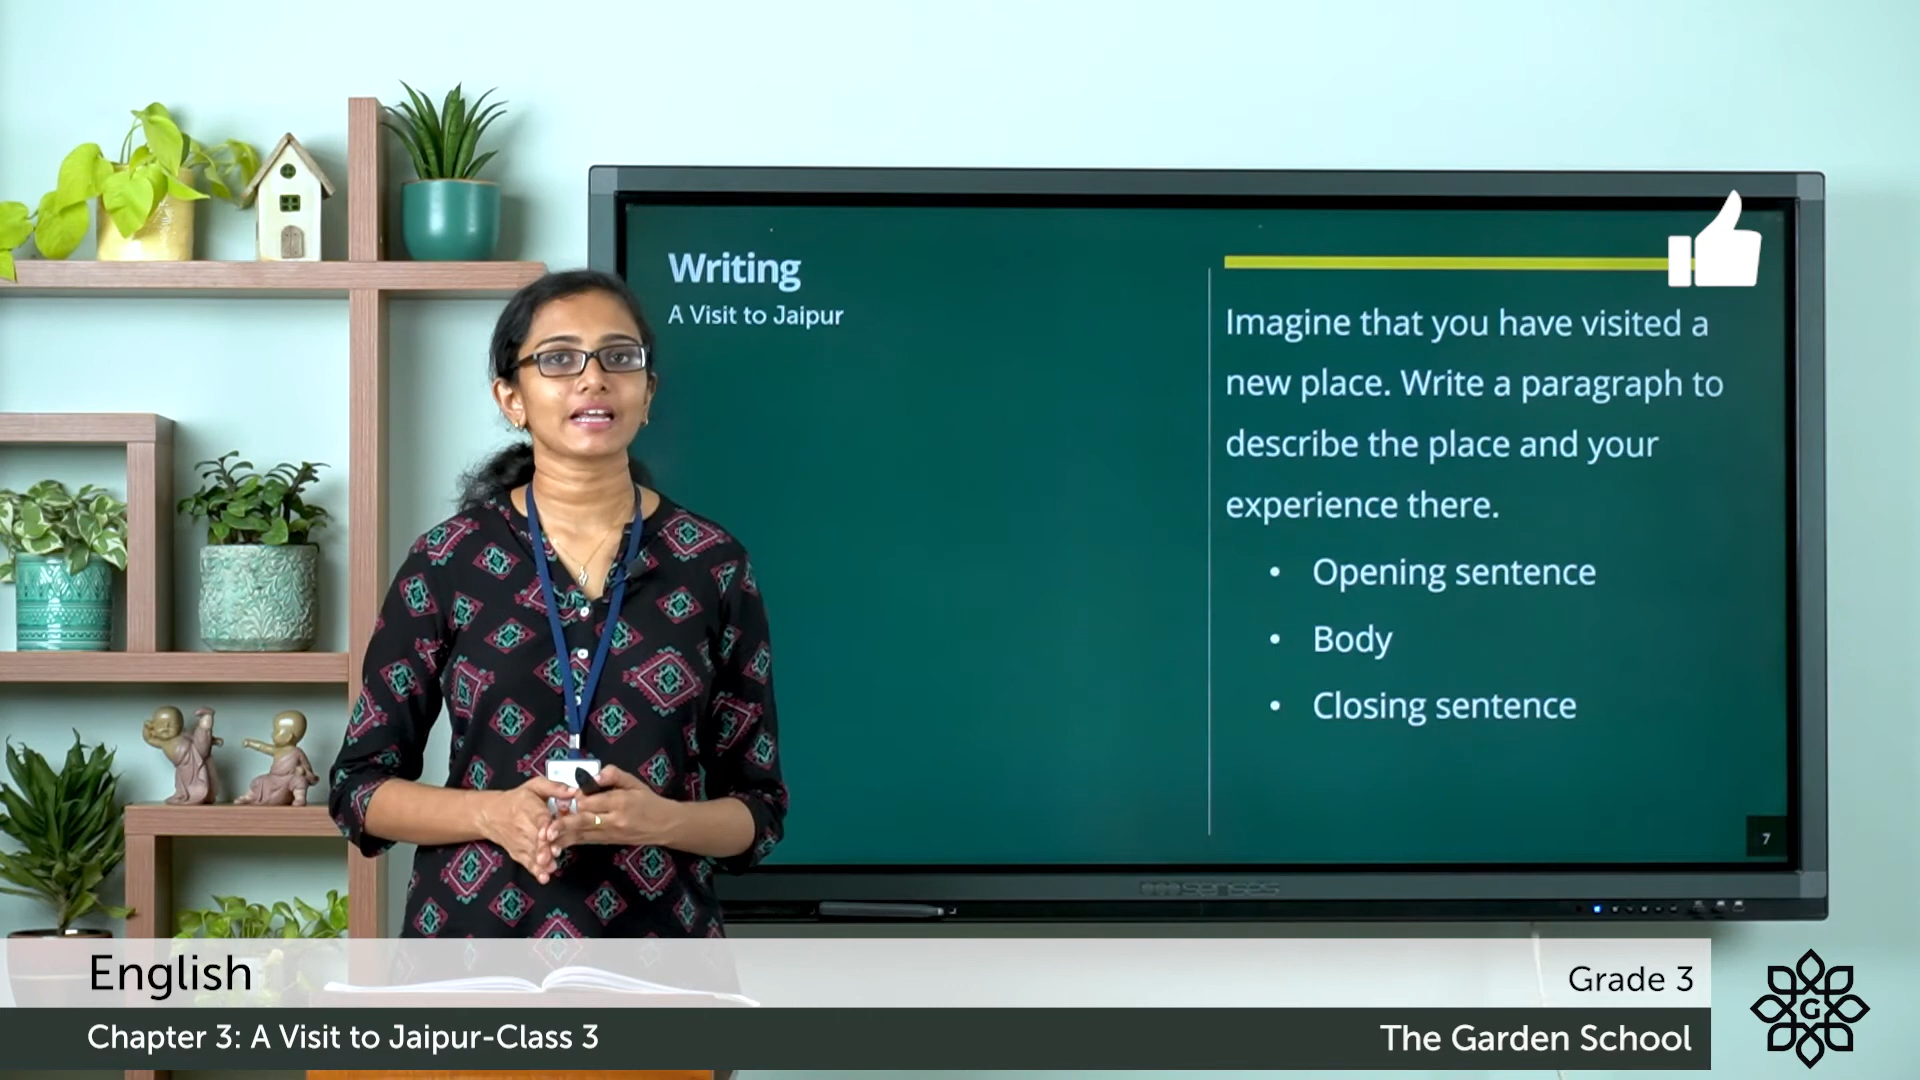 Writing
A Visit to Jaipur
Imagine that you have visited a
new place. Write a paragraph to
describe the place and your
experience there.
• Opening sentence
• Body
• Closing sentence
7
senses
English
Grade 3
Chapter 3: A Visit to Jaipur-Class 3
The Garden School
G